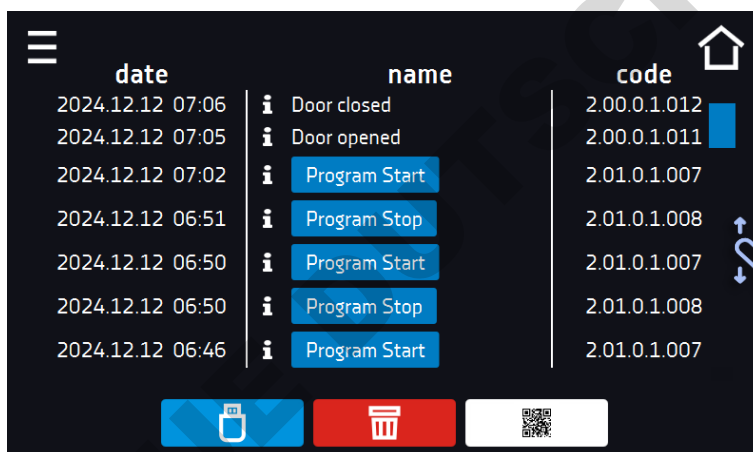 date name code
2024.12.12 07:06 i Door closed 2.00.0.1.012
2024.12.12 07:05 i Door opened 2.00.0.1.011
2024.12.12 07:02 i Program Start 2.01.0.1.007
2024.12.12 06:51 i Program Stop 2.01.0.1.008
2024.12.12 06:50 i Program Start 2.01.0.1.007
2024.12.12 06:50 i Program Stop 2.01.0.1.008
2024.12.12 06:46 i Program Start 2.01.0.1.007